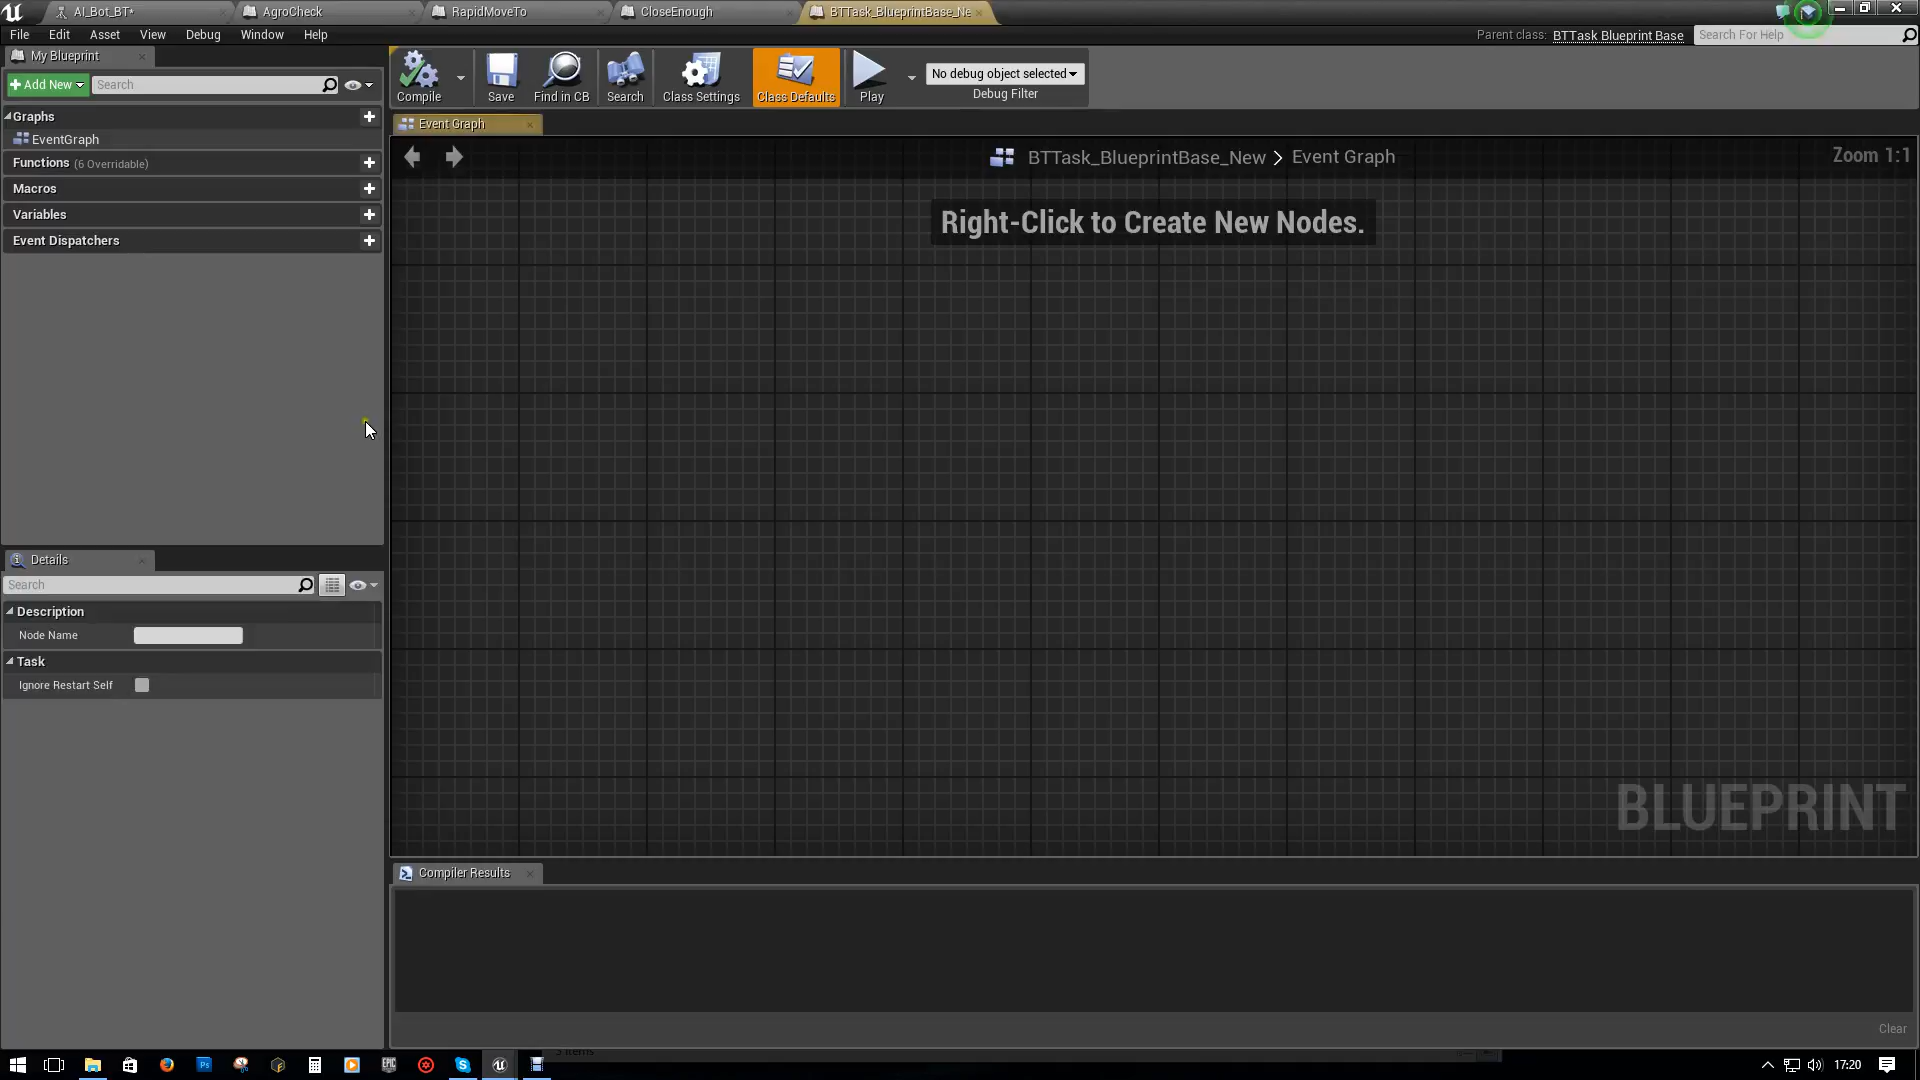 AI_Bot_BT*
AgroCheck
RapidMoveTo
CloseEnough
BTTask_BlueprintBase_Ne
File Edit Asset View Debug Window Help
Parent class: BTTask Blueprint Base
Search For Help
My Blueprint
+ Add New
Search
Graphs
EventGraph
Functions (6 Overridable)
Macros
Variables
Event Dispatchers
Compile
Save
Find in CB
Search
Class Settings
Class Defaults
Play
No debug object selected
Debug Filter
Event Graph
BTTask_BlueprintBase_New > Event Graph
Zoom 1:1
Right-Click to Create New Nodes.
BLUEPRINT
Details
Search
Description
Node Name
Task
Ignore Restart Self
Compiler Results
Clear
Ps
EPIC
17:20